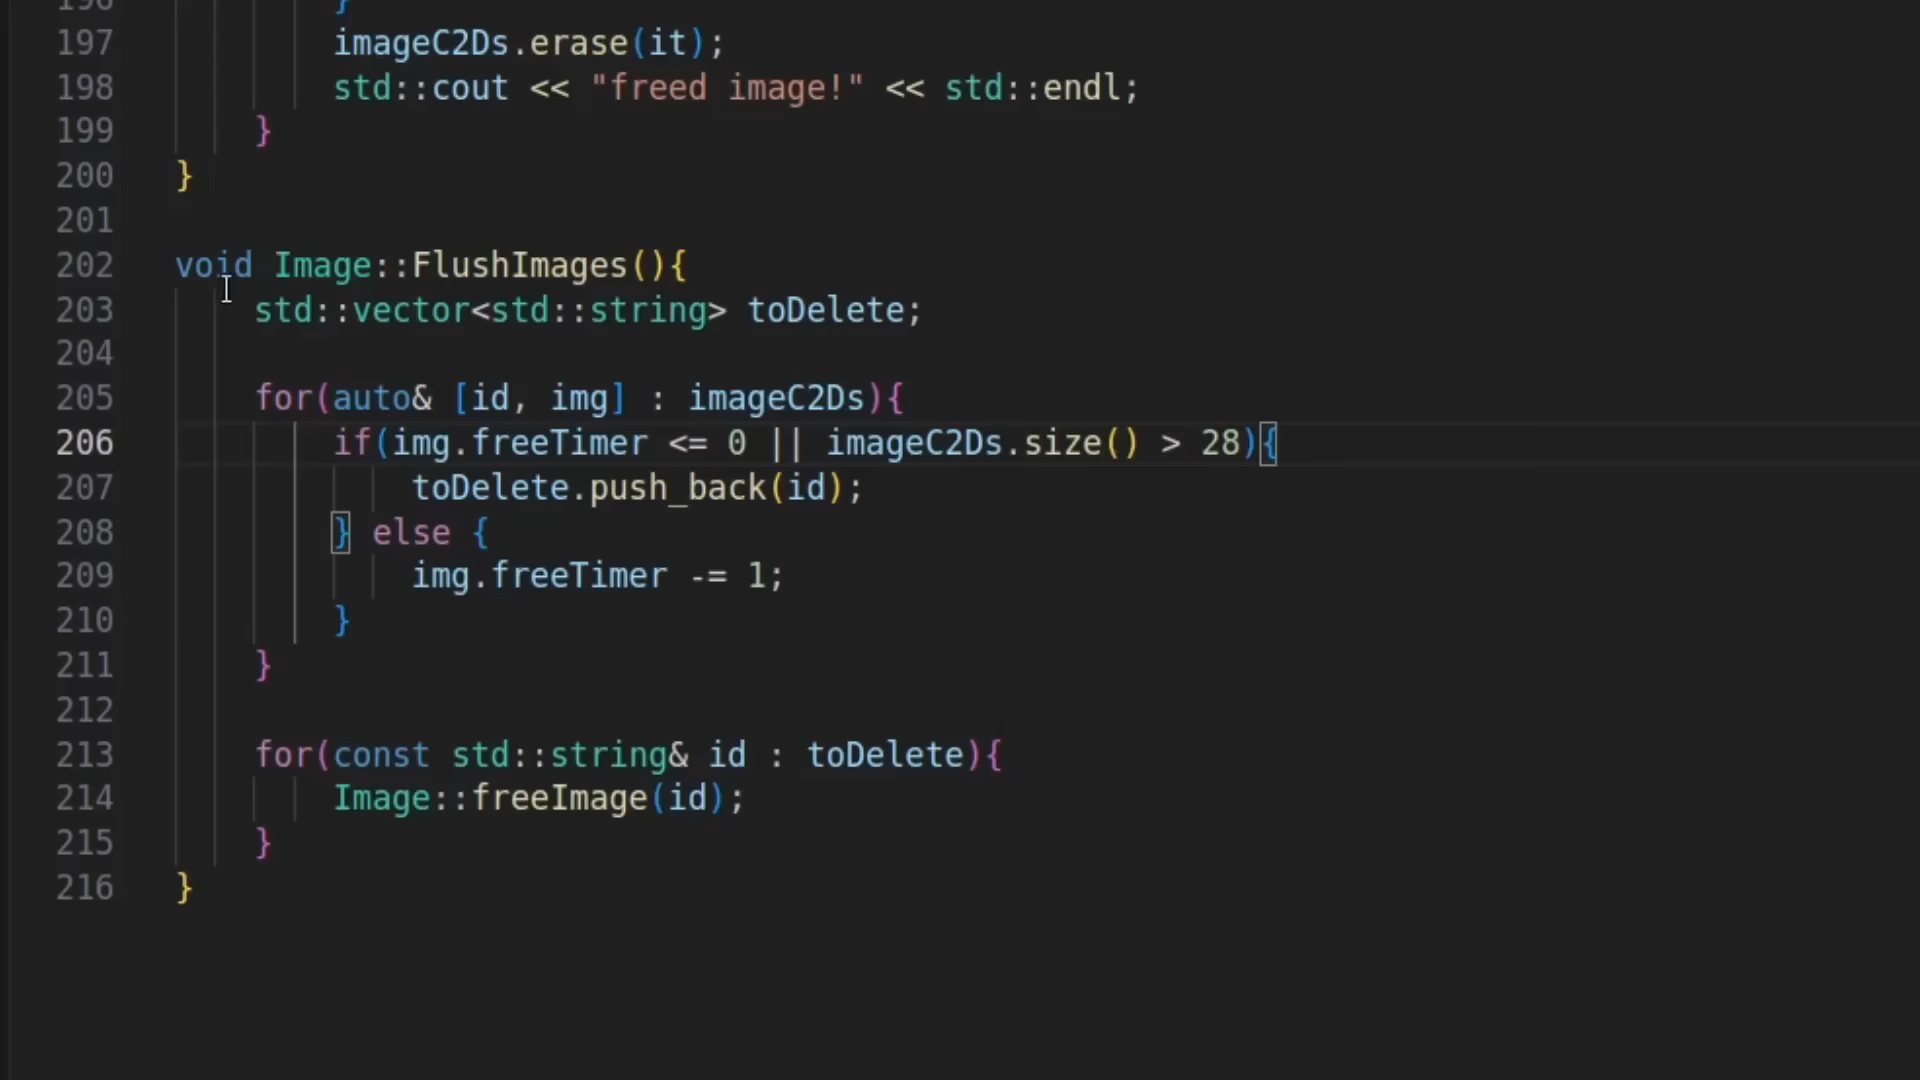 196 }
197 imageC2Ds.erase(it);
198 std::cout << "freed image!" << std::endl;
199 }
200 }
201
202 void Image::FlushImages(){
203 std::vector<std::string> toDelete;
204
205 for(auto& [id, img] : imageC2Ds){
206 if(img.freeTimer <= 0 || imageC2Ds.size() > 28){
207 toDelete.push_back(id);
208 } else {
209 img.freeTimer -= 1;
210 }
211 }
212
213 for(const std::string& id : toDelete){
214 Image::freeImage(id);
215 }
216 }